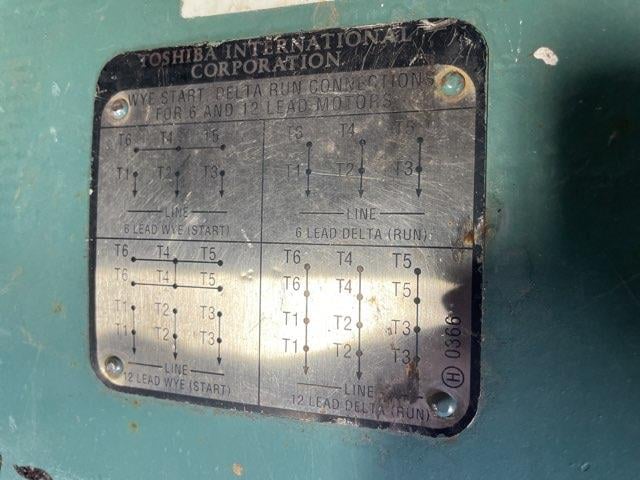 TOSHIBA INTERNATIONAL
CORPORATION
WYE START, DELTA RUN CONNECTIONS
FOR 6 AND 12 LEAD MOTORS
T6 T4 T5
T1 T2 T3
LINE
6 LEAD WYE (START)
T6 T4 T5
T1 T2 T3
LINE
6 LEAD DELTA (RUN)
T6 T4 T5
T6 T4 T5
T1 T2 T3
T1 T2 T3
LINE
12 LEAD WYE (START)
T6 T4 T5
T6 T4 T5
T1 T2 T3
T1 T2 T3
LINE
12 LEAD DELTA (RUN)
H 0366